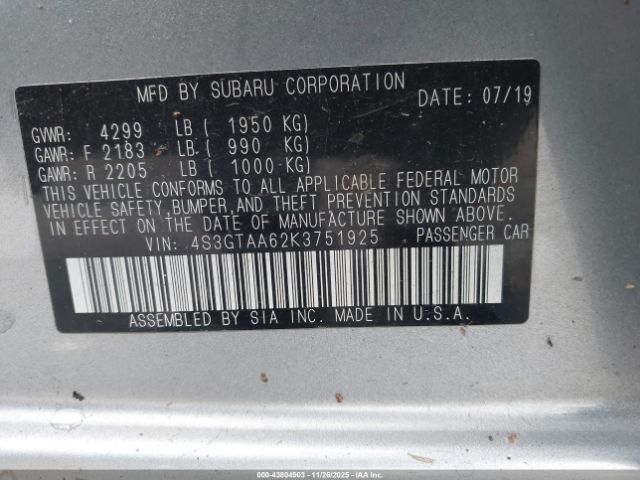 MFD BY SUBARU CORPORATION
DATE: 07/19
GVWR: 4299 LB ( 1950 KG)
GAWR: F 2183 LB ( 990 KG)
GAWR: R 2205 LB ( 1000 KG)
THIS VEHICLE CONFORMS TO ALL APPLICABLE FEDERAL MOTOR
VEHICLE SAFETY,BUMPER,AND THEFT PREVENTION STANDARDS
IN EFFECT ON THE DATE OF MANUFACTURE SHOWN ABOVE.
VIN: 4S3GTAA62K3751925 PASSENGER CAR
ASSEMBLED BY SIA INC. MADE IN U.S.A.
000-43804903 - 11/26/2025 - IAAI.COM